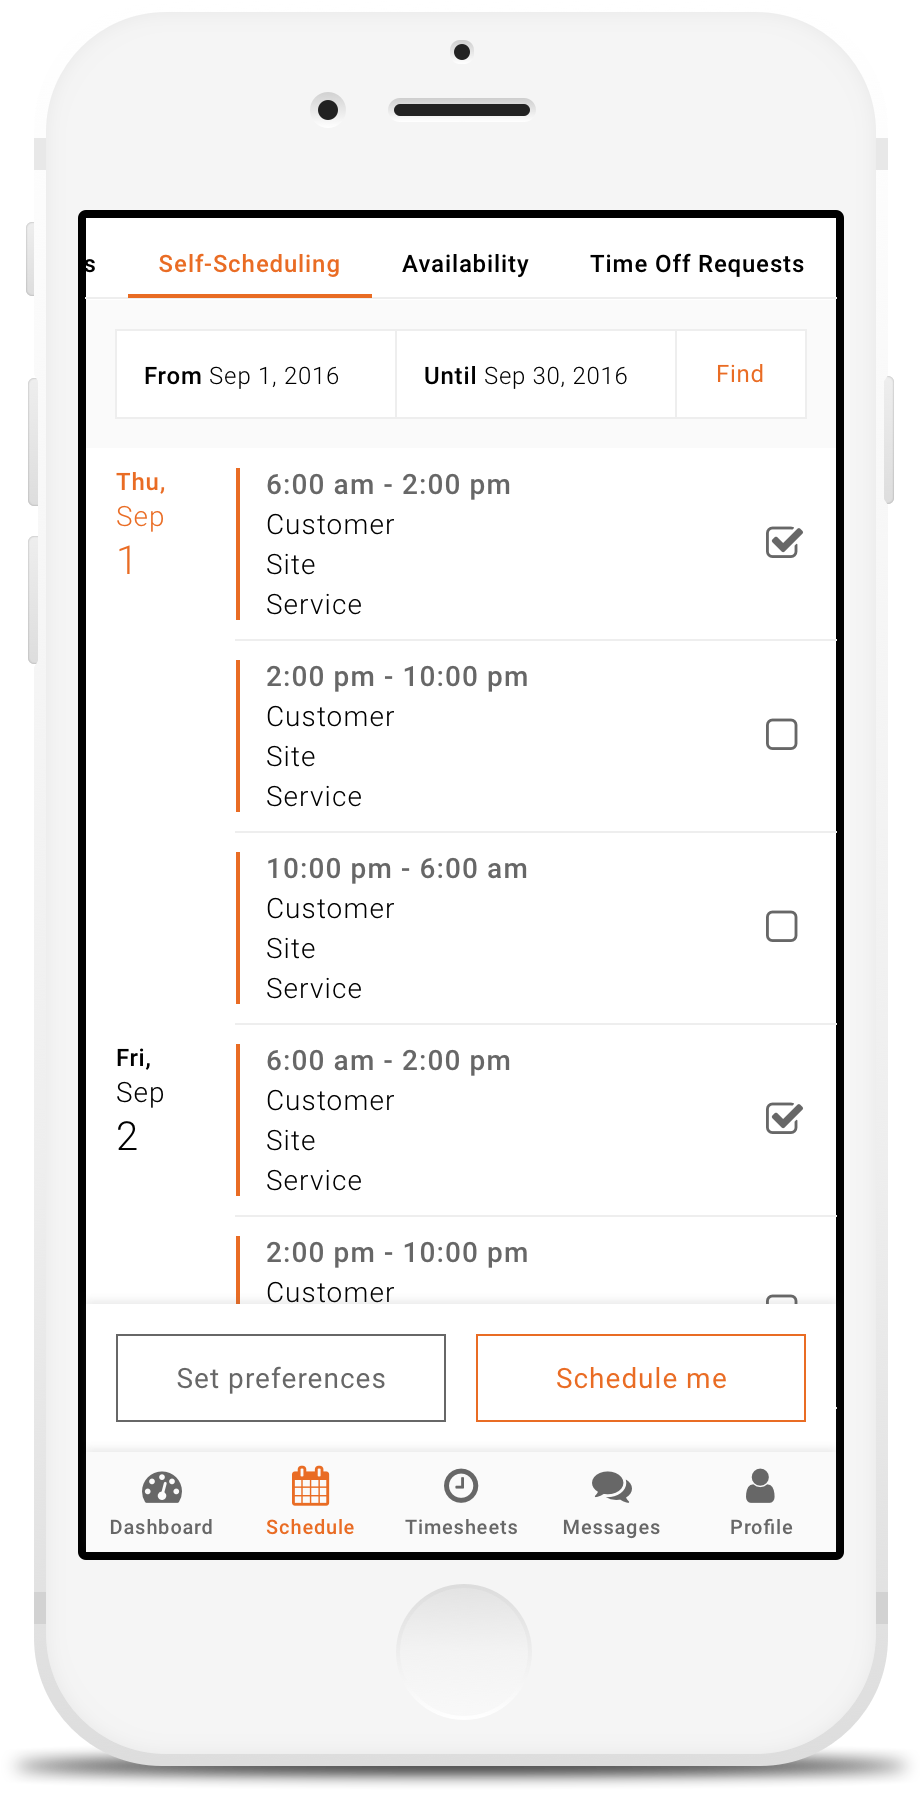 s Self-Scheduling Availability Time Off Requests
From Sep 1, 2016 Until Sep 30, 2016 Find
Thu,
Sep
1
6:00 am - 2:00 pm
Customer
Site
Service
2:00 pm - 10:00 pm
Customer
Site
Service
10:00 pm - 6:00 am
Customer
Site
Service
Fri,
Sep
2
6:00 am - 2:00 pm
Customer
Site
Service
2:00 pm - 10:00 pm
Customer
Set preferences Schedule me
Dashboard Schedule Timesheets Messages Profile